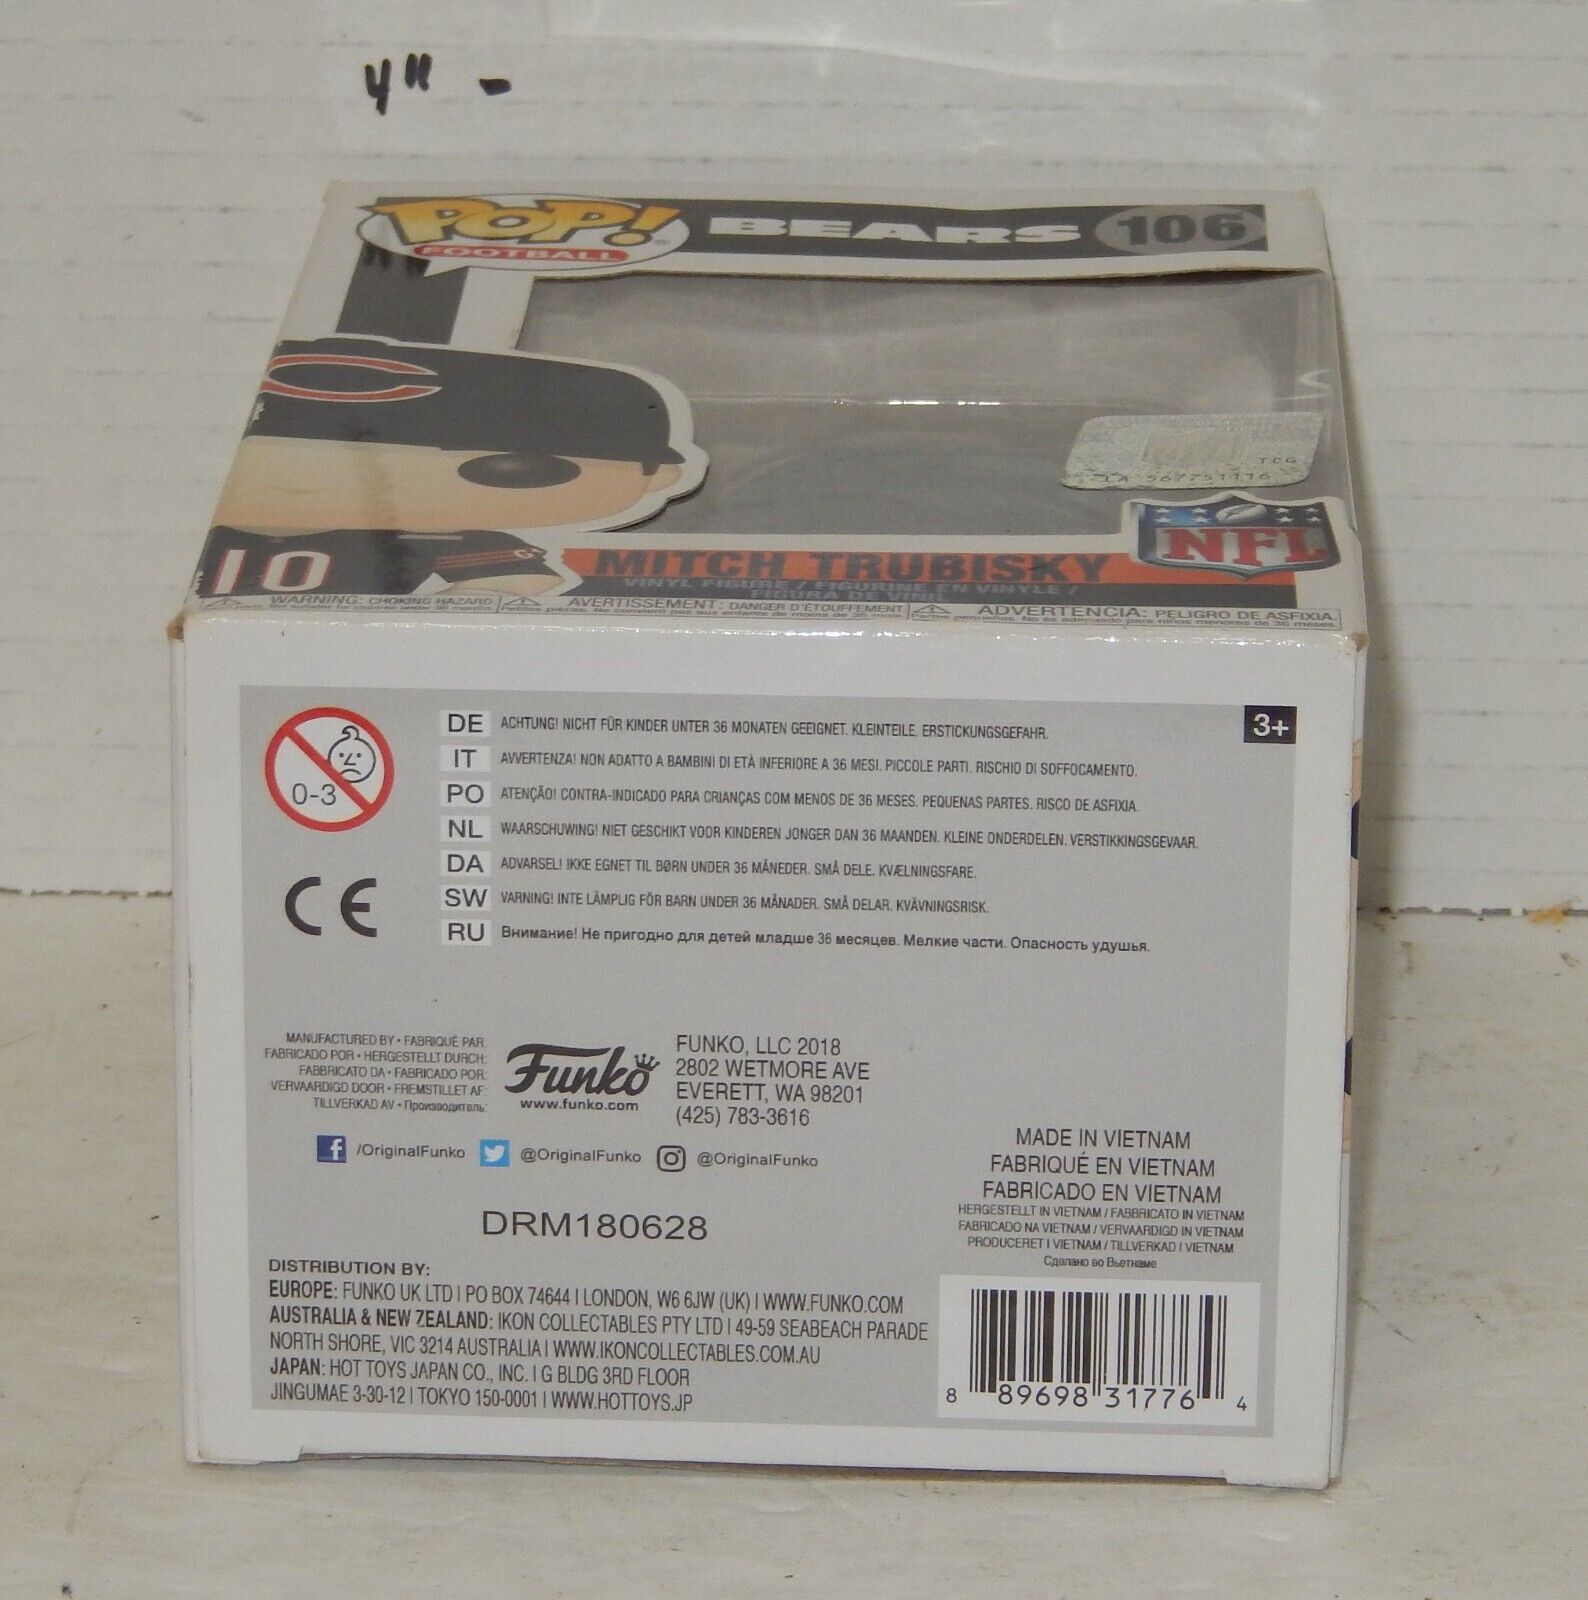 4" -
POP! BEARS 106
FOOTBALL
TCG
LA 567751116
NFL
10
MITCH TRUBISKY
VINYL FIGURE / FIGURINE EN VINYLE /
FIGURA DE VINIL
WARNING: CHOKING HAZARD AVERTISSEMENT: DANGER D'ÉTOUFFEMENT ADVERTENCIA: PELIGRO DE ASFIXIA.
0-3
3+
DE ACHTUNG! NICHT FÜR KINDER UNTER 36 MONATEN GEEIGNET. KLEINTEILE. ERSTICKUNGSGEFAHR.
IT AVVERTENZA! NON ADATTO A BAMBINI DI ETÀ INFERIORE A 36 MESI. PICCOLE PARTI. RISCHIO DI SOFFOCAMENTO.
PO ATENÇÃO! CONTRA-INDICADO PARA CRIANÇAS COM MENOS DE 36 MESES. PEQUENAS PARTES. RISCO DE ASFIXIA.
NL WAARSCHUWING! NIET GESCHIKT VOOR KINDEREN JONGER DAN 36 MAANDEN. KLEINE ONDERDELEN. VERSTIKKINGSGEVAAR.
DA ADVARSEL! IKKE EGNET TIL BØRN UNDER 36 MÅNEDER. SMÅ DELE. KVÆLNINGSFARE.
SW VARNING! INTE LÄMPLIG FÖR BARN UNDER 36 MÅNADER. SMÅ DELAR. KVÄVNINGSRISK.
RU Внимание! Не пригодно для детей младше 36 месяцев. Мелкие части. Опасность удушья.
CE
MANUFACTURED BY • FABRIQUÉ PAR:
FABRICADO POR • HERGESTELLT DURCH:
FABBRICATO DA • FABRICADO POR:
VERVAARDIGD DOOR • FREMSTILLET AF:
TILLVERKAD AV • Производитель:
Funko
www.funko.com
FUNKO, LLC 2018
2802 WETMORE AVE
EVERETT, WA 98201
(425) 783-3616
/OriginalFunko @OriginalFunko @OriginalFunko
DRM180628
MADE IN VIETNAM
FABRIQUÉ EN VIETNAM
FABRICADO EN VIETNAM
HERGESTELLT IN VIETNAM / FABBRICATO IN VIETNAM
FABRICADO NA VIETNAM / VERVAARDIGD IN VIETNAM
PRODUCERET I VIETNAM / TILLVERKAD I VIETNAM
Сделано во Вьетнаме
DISTRIBUTION BY:
EUROPE: FUNKO UK LTD I PO BOX 74644 I LONDON, W6 6JW (UK) I WWW.FUNKO.COM
AUSTRALIA & NEW ZEALAND: IKON COLLECTABLES PTY LTD I 49-59 SEABEACH PARADE
NORTH SHORE, VIC 3214 AUSTRALIA I WWW.IKONCOLLECTABLES.COM.AU
JAPAN: HOT TOYS JAPAN CO., INC. I G BLDG 3RD FLOOR
JINGUMAE 3-30-12 I TOKYO 150-0001 I WWW.HOTTOYS.JP
8 89698 31776 4